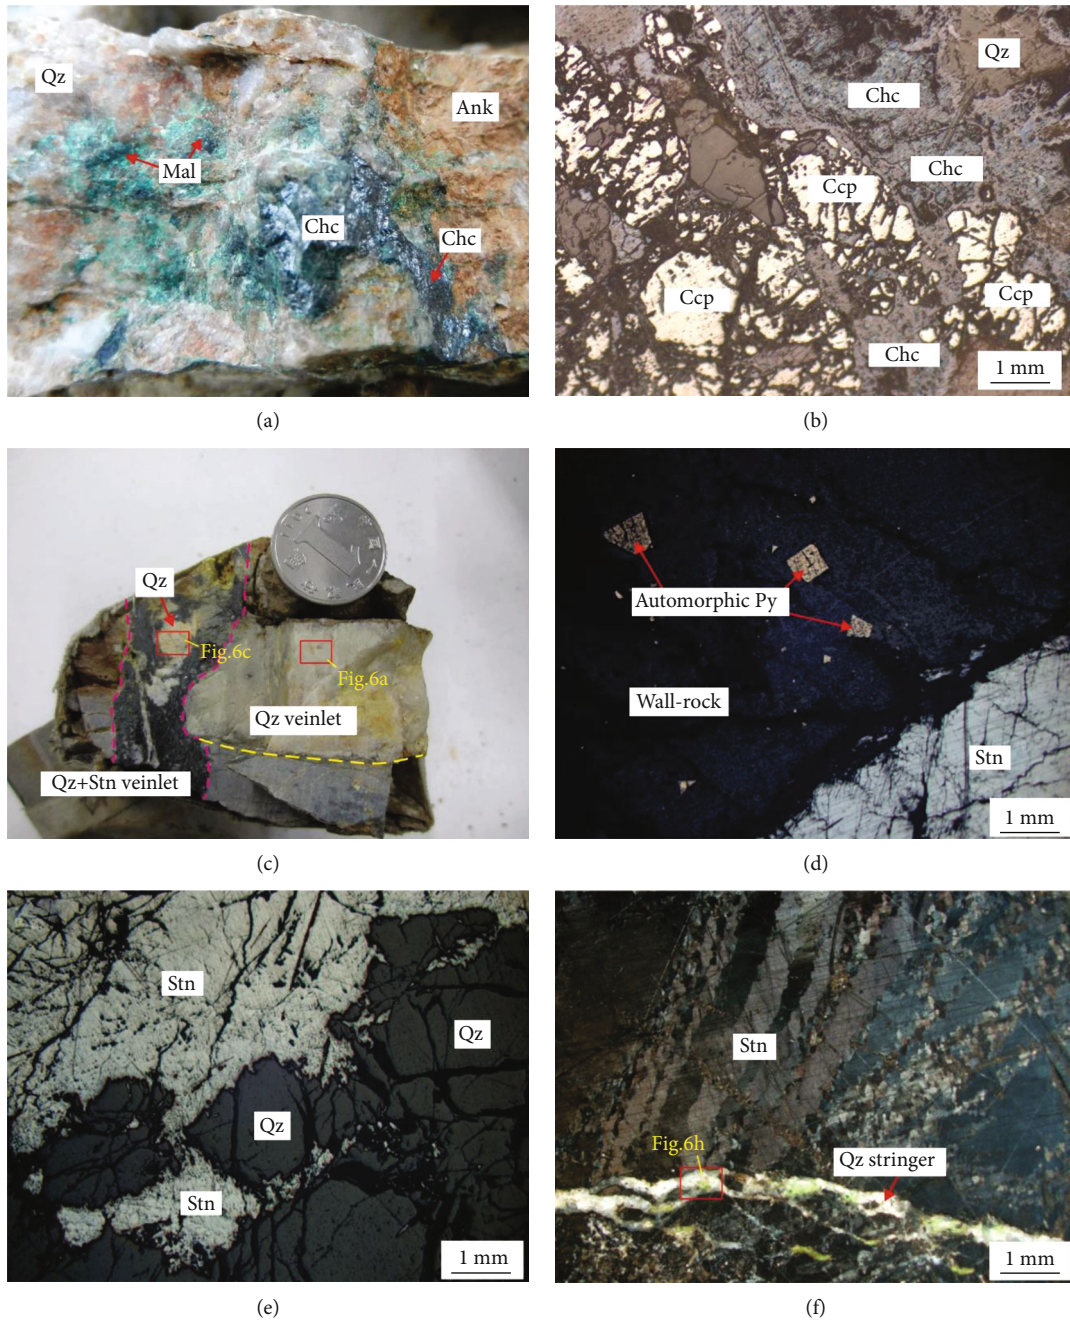 Qz
Ank
Mal
Chc
Chc
(a)
Qz
Chc
Chc
Ccp
Ccp
Ccp
Chc
1 mm
(b)
Qz
Fig.6c
Fig.6a
Qz veinlet
Qz+Stn veinlet
(c)
Automorphic Py
Wall-rock
Stn
1 mm
(d)
Stn
Qz
Qz
Stn
1 mm
(e)
Stn
Fig.6h
Qz stringer
1 mm
(f)